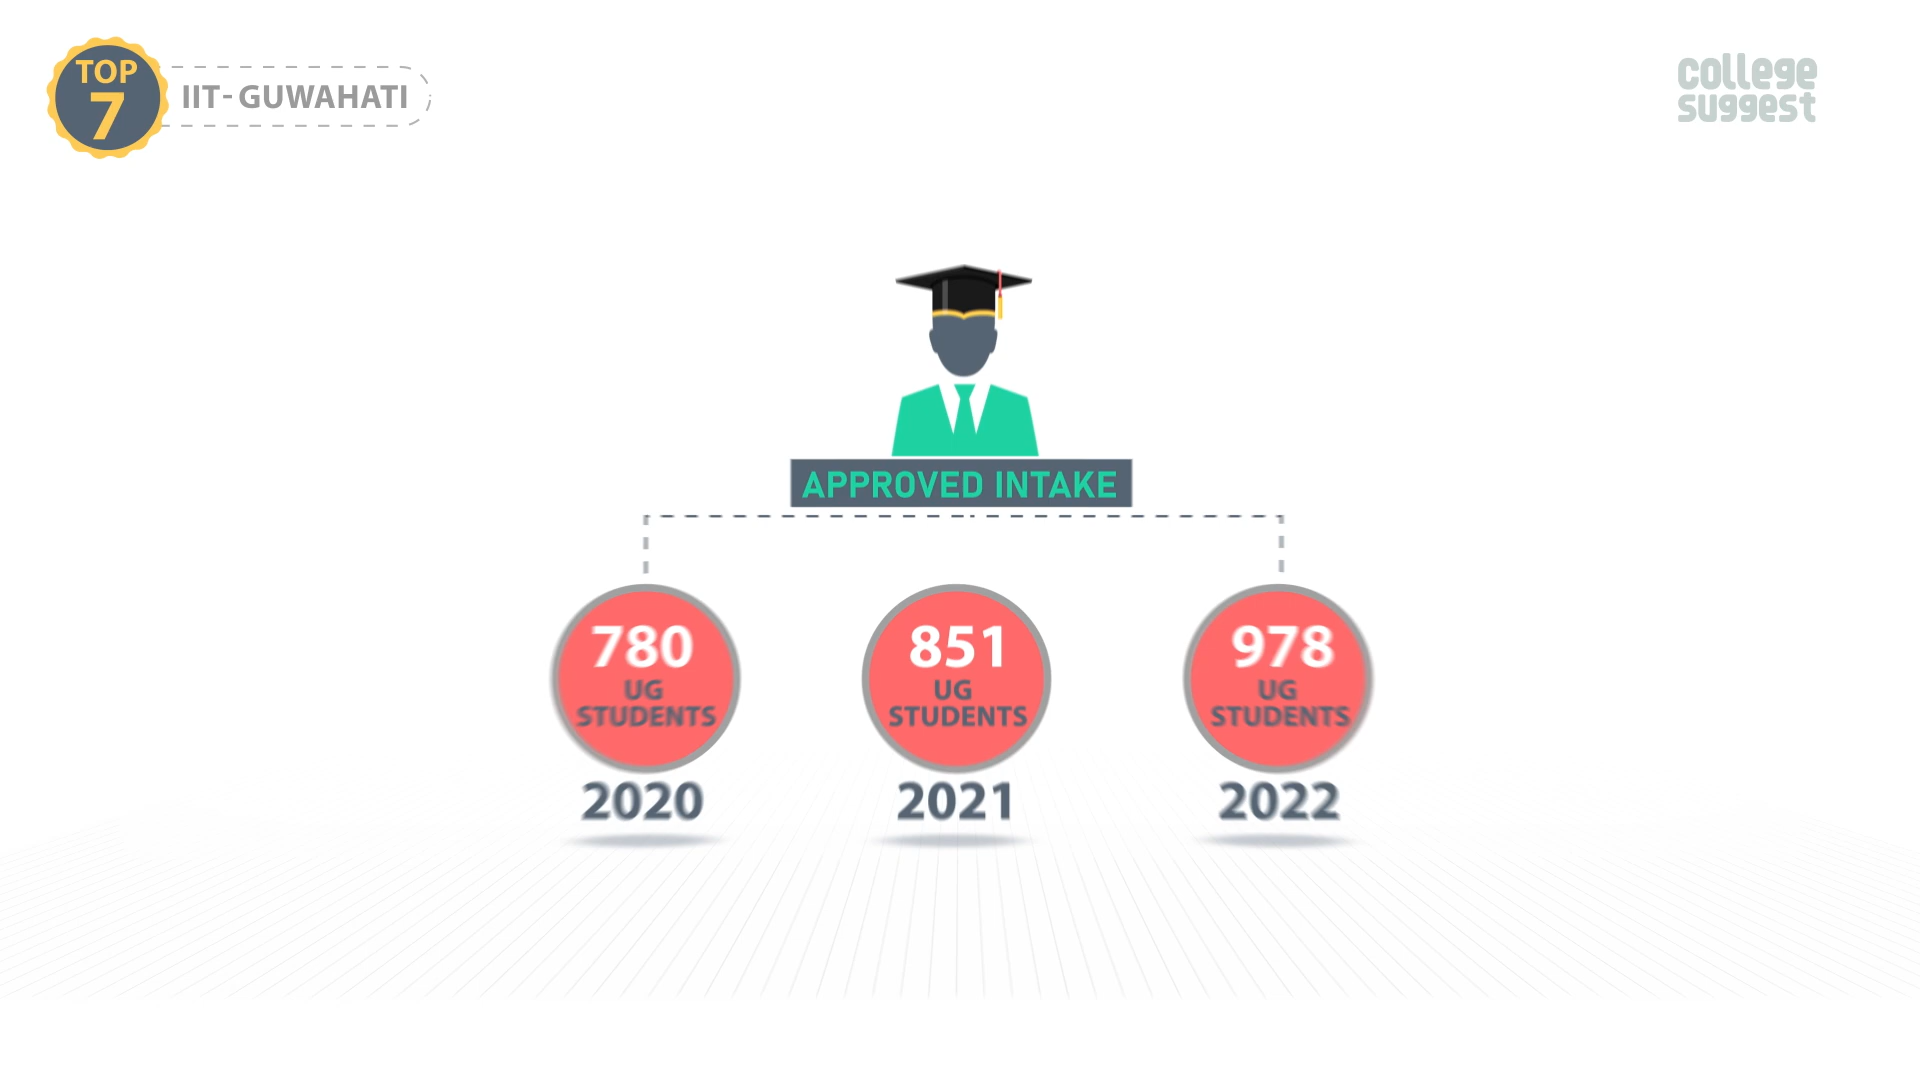 TOP
7
IIT-GUWAHATI
college
suggest
APPROVED INTAKE
780
UG
STUDENTS
2020
851
UG
STUDENTS
2021
978
UG
STUDENTS
2022